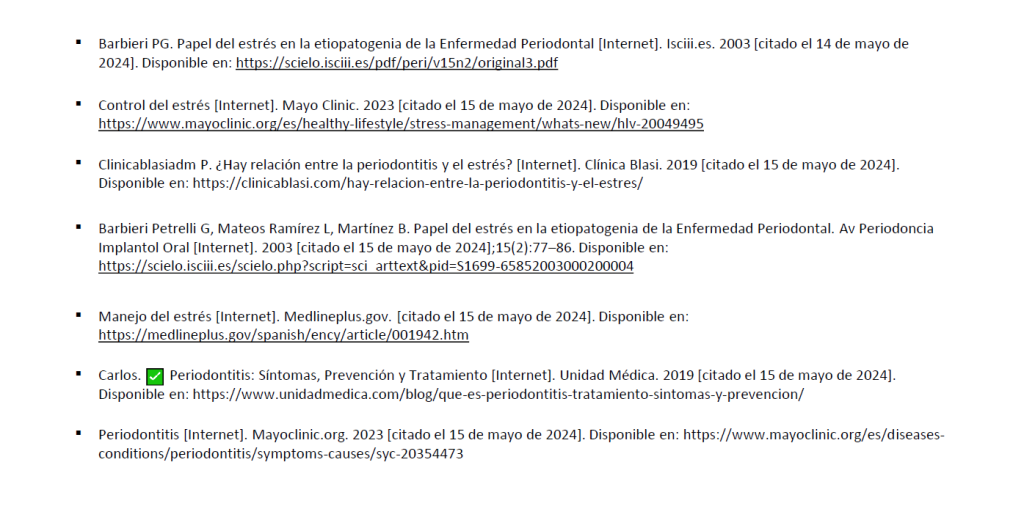 ▪ Barbieri PG. Papel del estrés en la etiopatogenia de la Enfermedad Periodontal [Internet]. Isciii.es. 2003 [citado el 14 de mayo de
2024]. Disponible en: https://scielo.isciii.es/pdf/peri/v15n2/original3.pdf
▪ Control del estrés [Internet]. Mayo Clinic. 2023 [citado el 15 de mayo de 2024]. Disponible en:
https://www.mayoclinic.org/es/healthy-lifestyle/stress-management/whats-new/hlv-20049495
▪ Clinicablasiadm P. ¿Hay relación entre la periodontitis y el estrés? [Internet]. Clínica Blasi. 2019 [citado el 15 de mayo de 2024].
Disponible en: https://clinicablasi.com/hay-relacion-entre-la-periodontitis-y-el-estres/
▪ Barbieri Petrelli G, Mateos Ramírez L, Martínez B. Papel del estrés en la etiopatogenia de la Enfermedad Periodontal. Av Periodoncia
Implantol Oral [Internet]. 2003 [citado el 15 de mayo de 2024];15(2):77–86. Disponible en:
https://scielo.isciii.es/scielo.php?script=sci_arttext&pid=S1699-65852003000200004
▪ Manejo del estrés [Internet]. Medlineplus.gov. [citado el 15 de mayo de 2024]. Disponible en:
https://medlineplus.gov/spanish/ency/article/001942.htm
▪ Carlos. ✅ Periodontitis: Síntomas, Prevención y Tratamiento [Internet]. Unidad Médica. 2019 [citado el 15 de mayo de 2024].
Disponible en: https://www.unidadmedica.com/blog/que-es-periodontitis-tratamiento-sintomas-y-prevencion/
▪ Periodontitis [Internet]. Mayoclinic.org. 2023 [citado el 15 de mayo de 2024]. Disponible en: https://www.mayoclinic.org/es/diseases-
conditions/periodontitis/symptoms-causes/syc-20354473